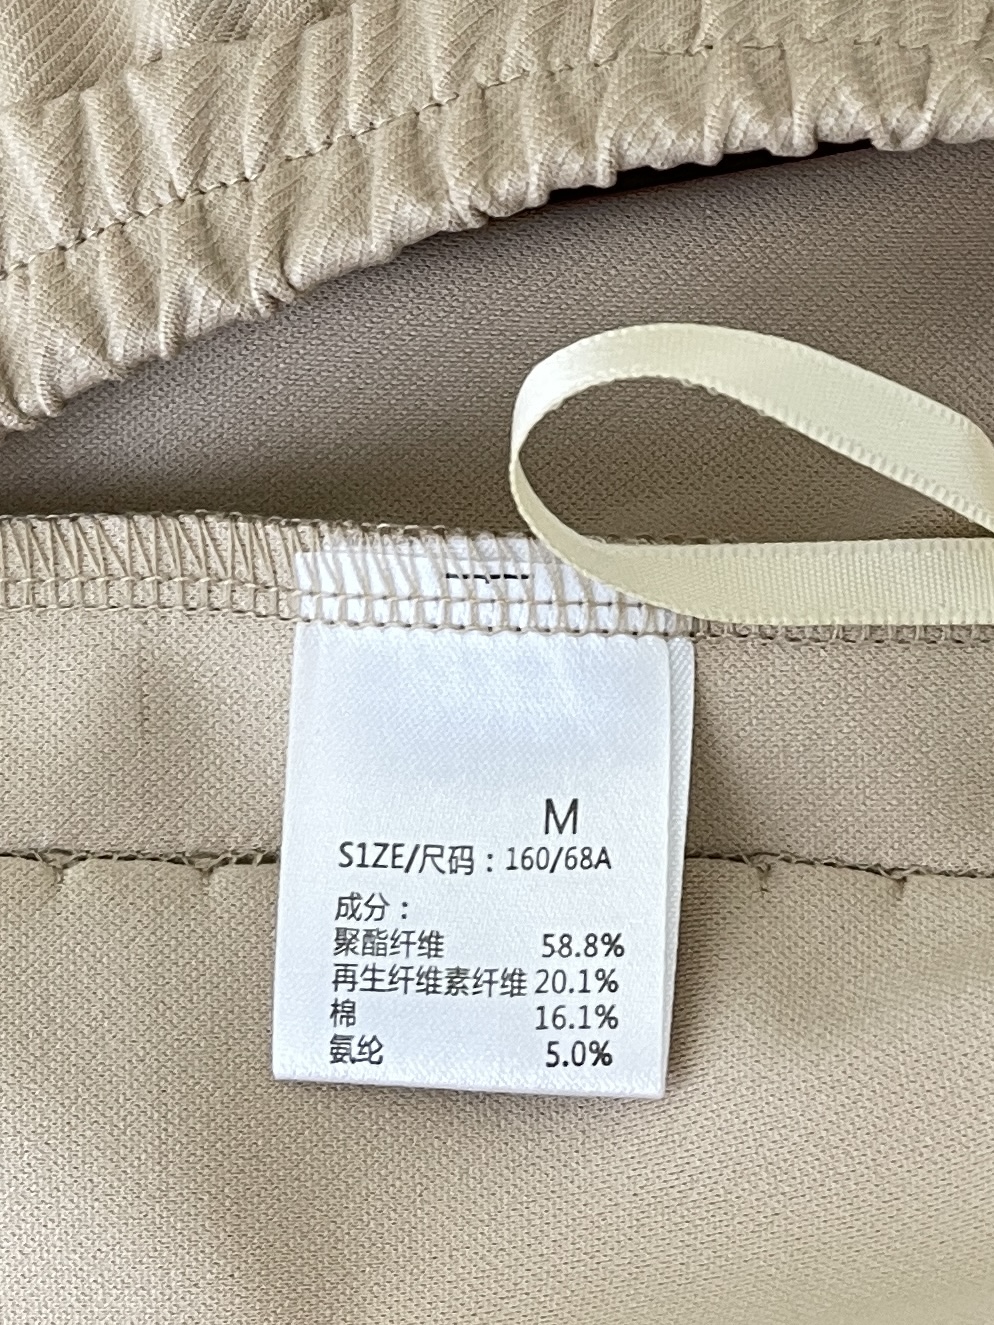 M
S1ZE/尺码：160/68A
成分：
聚酯纤维 58.8%
再生纤维素纤维 20.1%
棉 16.1%
氨纶 5.0%